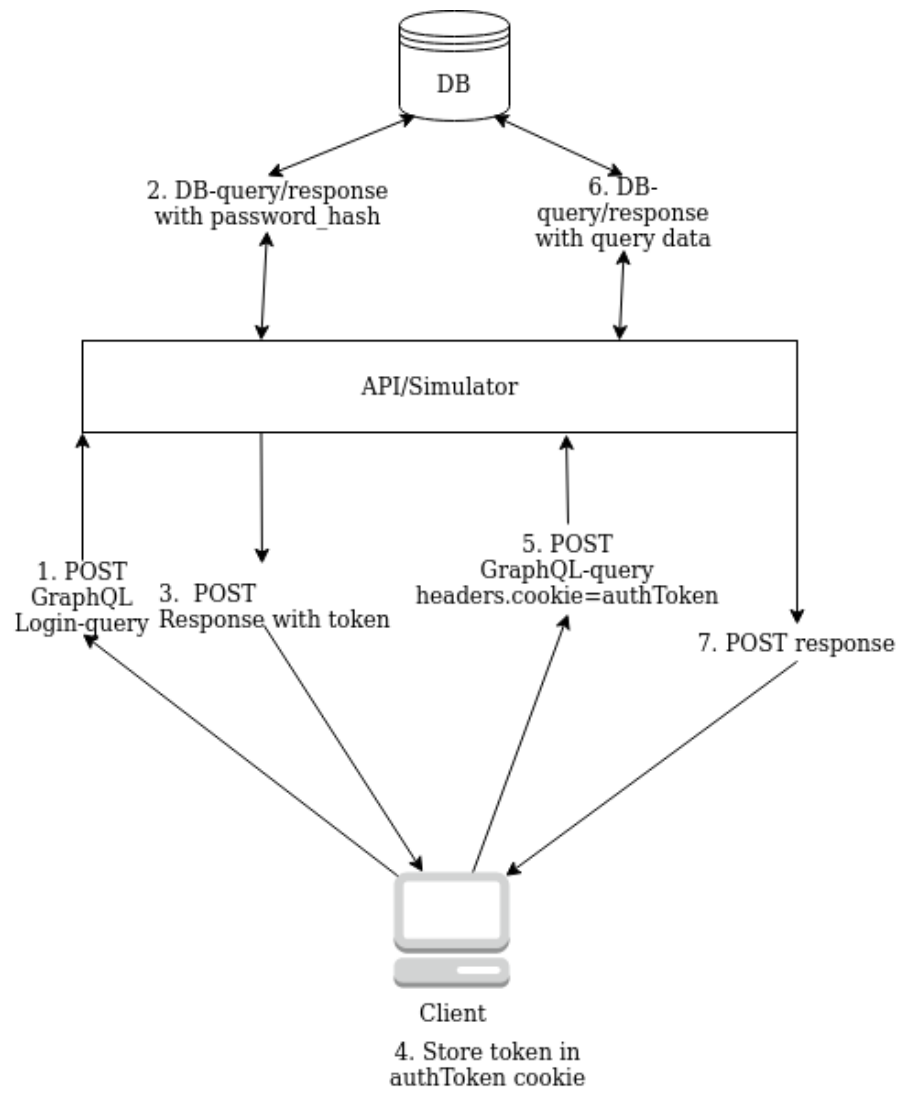 DB
2. DB-query/response
with password_hash
6. DB-
query/response
with query data
API/Simulator
1. POST
GraphQL
Login-query
3.  POST
Response with token
5. POST
GraphQL-query
headers.cookie=authToken
7. POST response
Client
4. Store token in
authToken cookie